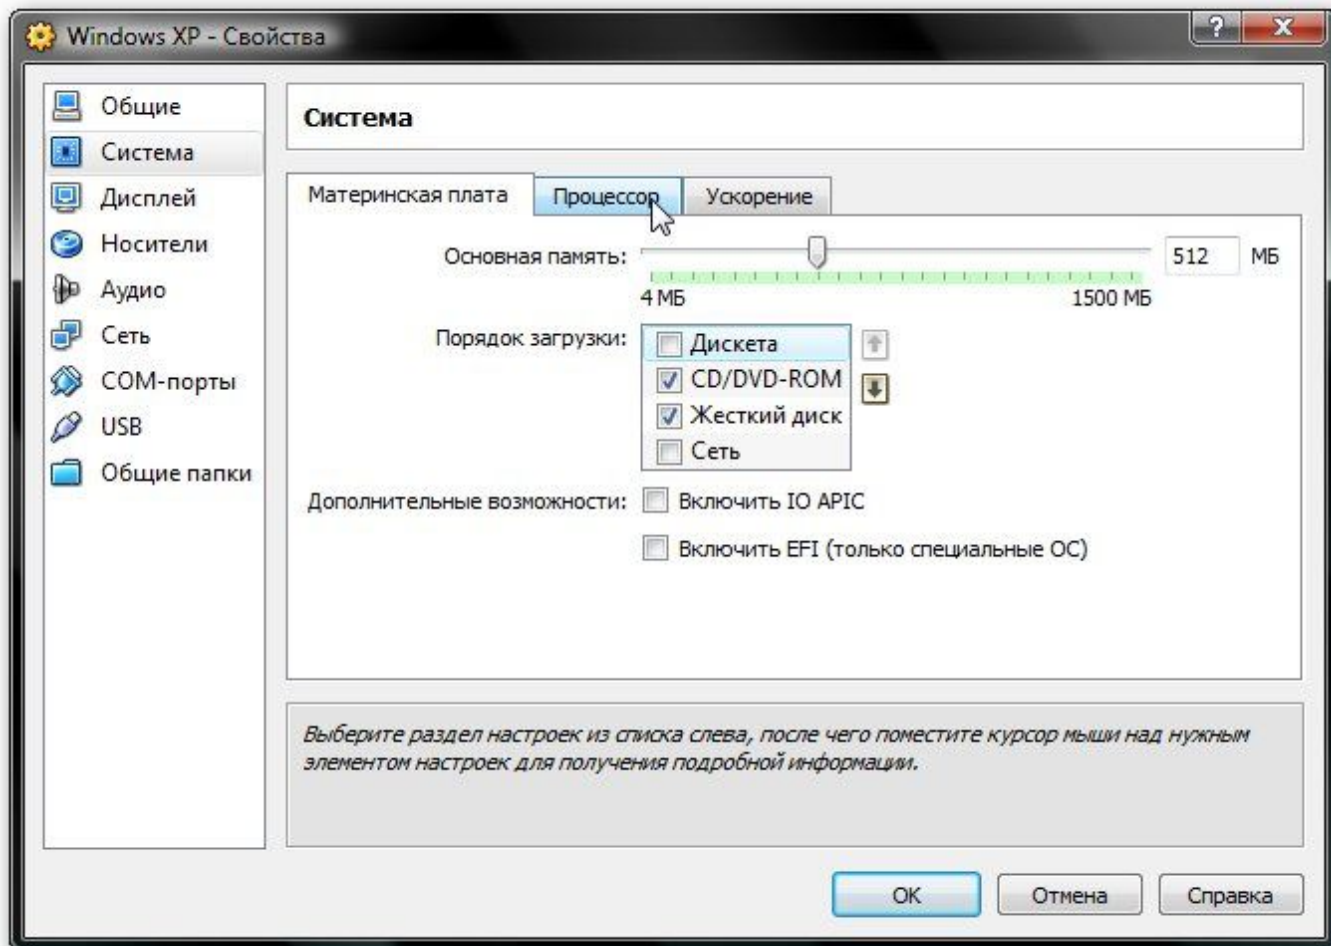 Windows XP - Свойства
Общие
Система
Дисплей
Носители
Аудио
Сеть
COM-порты
USB
Общие папки
Система
Материнская плата Процессор Ускорение
Основная память: 512 МБ
4 МБ 1500 МБ
Порядок загрузки: Дискета
CD/DVD-ROM
Жесткий диск
Сеть
Дополнительные возможности: Включить IO APIC
Включить EFI (только специальные ОС)
Выберите раздел настроек из списка слева, после чего поместите курсор мыши над нужным
элементом настроек для получения подробной информации.
OK Отмена Справка